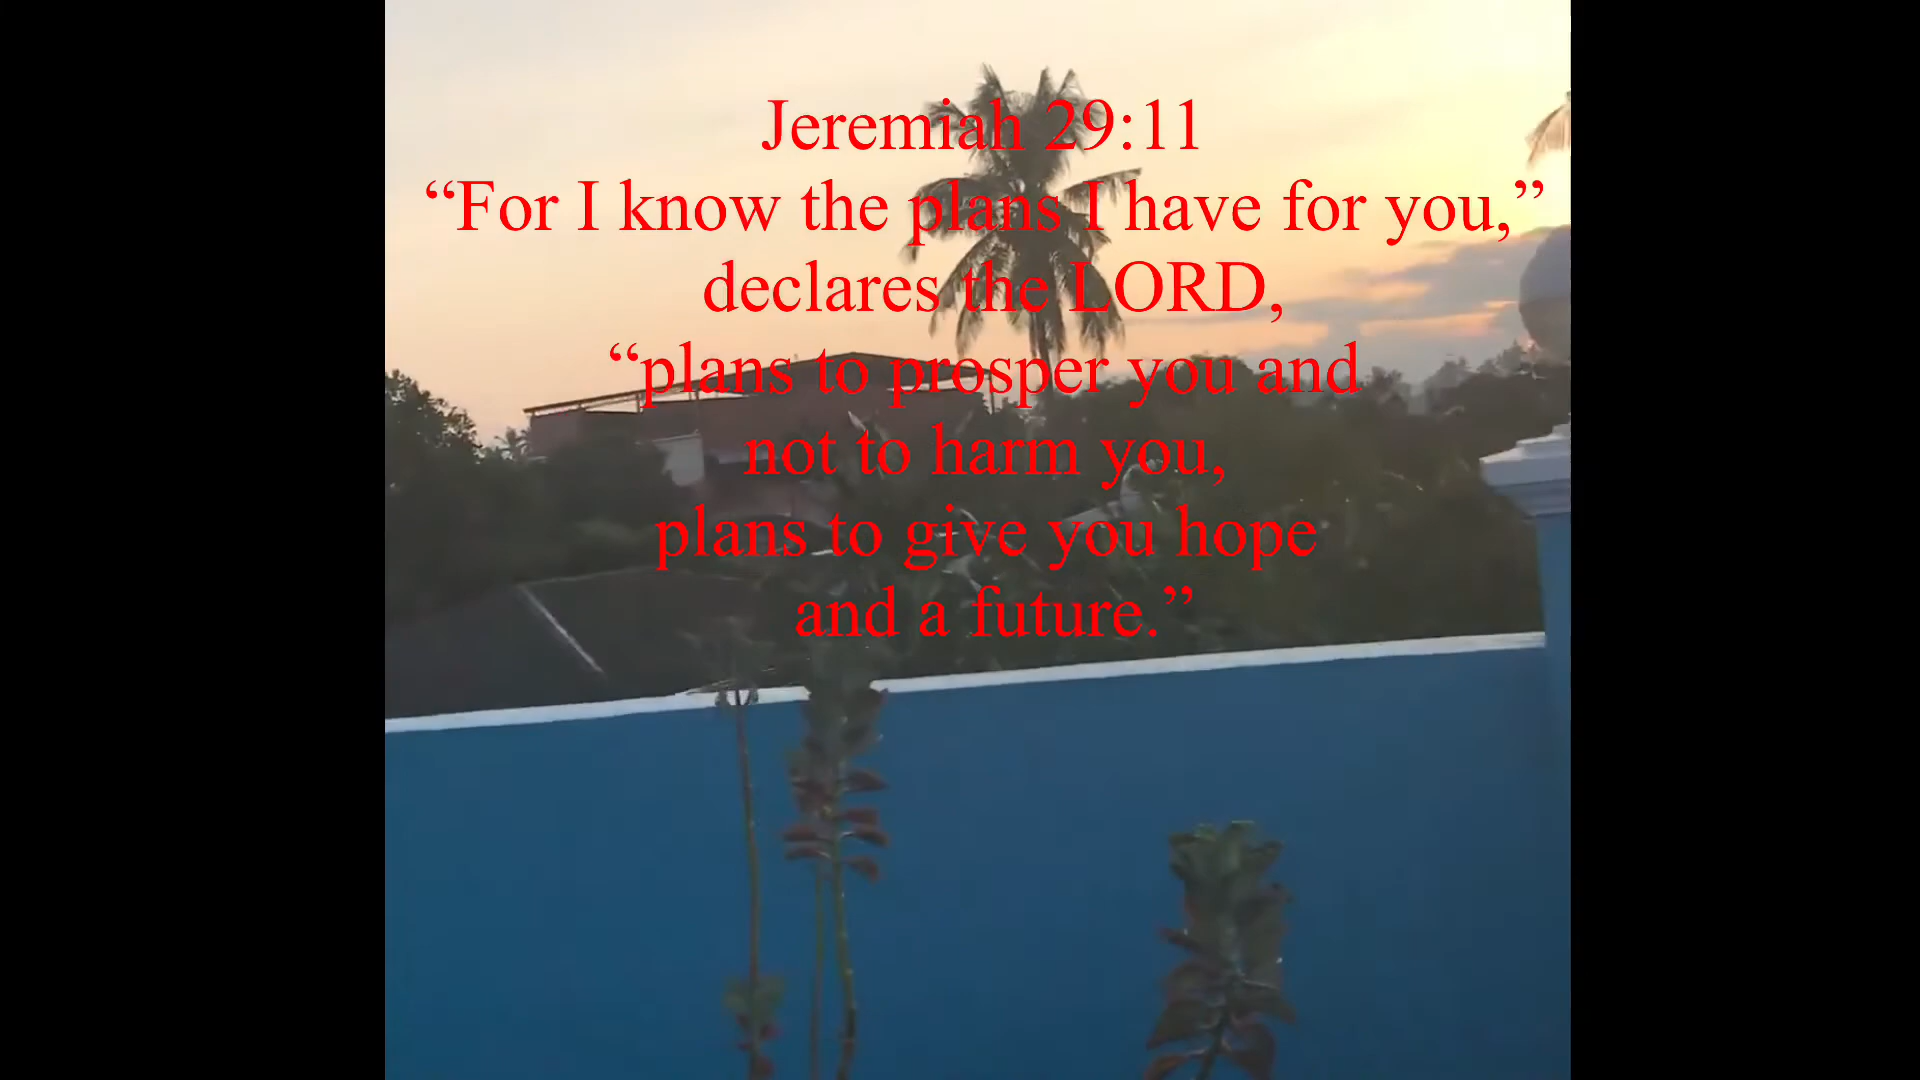 Jeremiah 29:11
“For I know the plans I have for you,”
declares the LORD,
“plans to prosper you and
not to harm you,
plans to give you hope
and a future.”